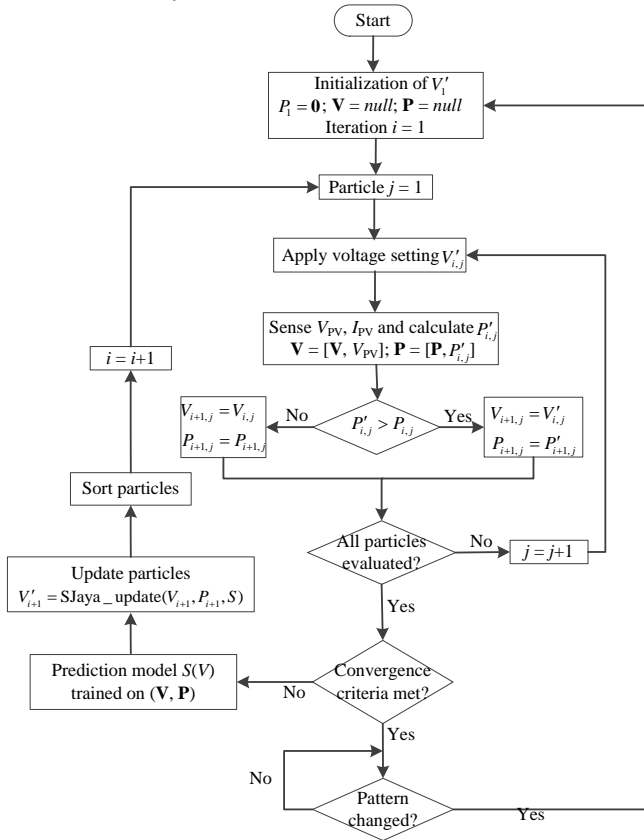 Start
Initialization of V′₁
P₁ = 0; V = null; P = null
Iteration i = 1
Particle j = 1
Apply voltage setting V′ᵢ,ⱼ
Sense V_PV, I_PV and calculate P′ᵢ,ⱼ
V = [V, V_PV]; P = [P, P′ᵢ,ⱼ]
i = i+1
Vᵢ₊₁,ⱼ = Vᵢ,ⱼ
Pᵢ₊₁,ⱼ = Pᵢ₊₁,ⱼ
No
P′ᵢ,ⱼ > Pᵢ,ⱼ
Yes
Vᵢ₊₁,ⱼ = V′ᵢ,ⱼ
Pᵢ₊₁,ⱼ = P′ᵢ₊₁,ⱼ
Sort particles
All particles
evaluated?
No
j = j+1
Update particles
V′ᵢ₊₁ = SJaya_update(Vᵢ₊₁, Pᵢ₊₁, S)
Yes
Prediction model S(V)
trained on (V, P)
No
Convergence
criteria met?
Yes
No
Pattern
changed?
Yes